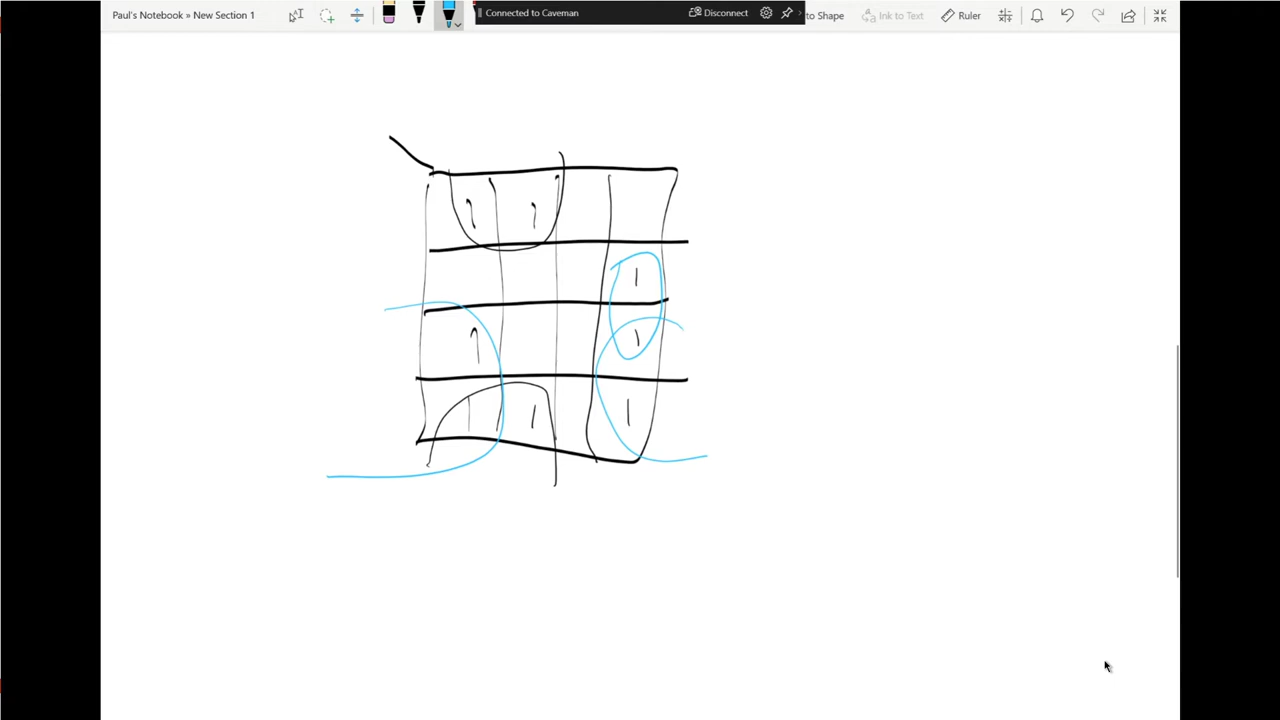 Paul's Notebook » New Section 1
Connected to Caveman
Disconnect
to Shape
Ink to Text
Ruler
1 1
1
1 1
1 1 1